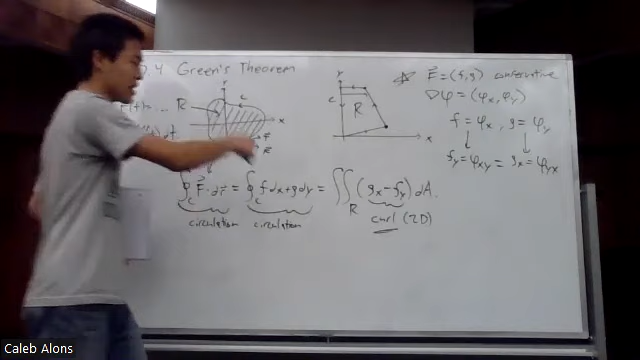 .4 Green's Theorem
R
y
x
C
y
C
R
x
☆ F⃗ = (f,g) conservative
∇φ = (φx, φy)
f = φx, g = φy
fy = φxy = gx = φyx
∮C F⃗·dr⃗ = ∮C f dx + g dy = ∬R (gx − fy) dA.
circulation circulation curl (2D)
Caleb Alons